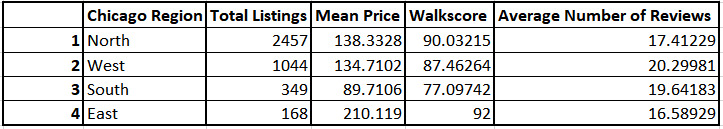 Chicago Region Total Listings Mean Price Walkscore Average Number of Reviews
1 North 2457 138.3328 90.03215 17.41229
2 West 1044 134.7102 87.46264 20.29981
3 South 349 89.7106 77.09742 19.64183
4 East 168 210.119 92 16.58929